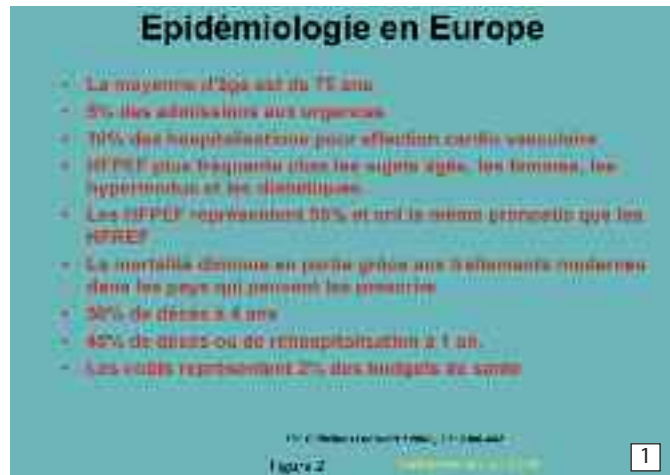 Epidémiologie en Europe
• La moyenne d'âge est de 75 ans
• 5% des admissions aux urgences
• 10% des hospitalisations pour affection cardio vasculaire
• HFPEF plus fréquente chez les sujets agés, les femmes, les
hypertendus et les diabétiques
• Les HFPEF représentent 50% et ont le même pronostic que les
HFREF
• La mortalité diminue en partie grâce aux traitements modernes
dans les pays qui peuvent les prescrire
• 50% de décès à 4 ans
• 40% de décès ou de réhospitalisation à 1 an
• Les coûts représentent 2% des budgets de santé
Figure 2
1